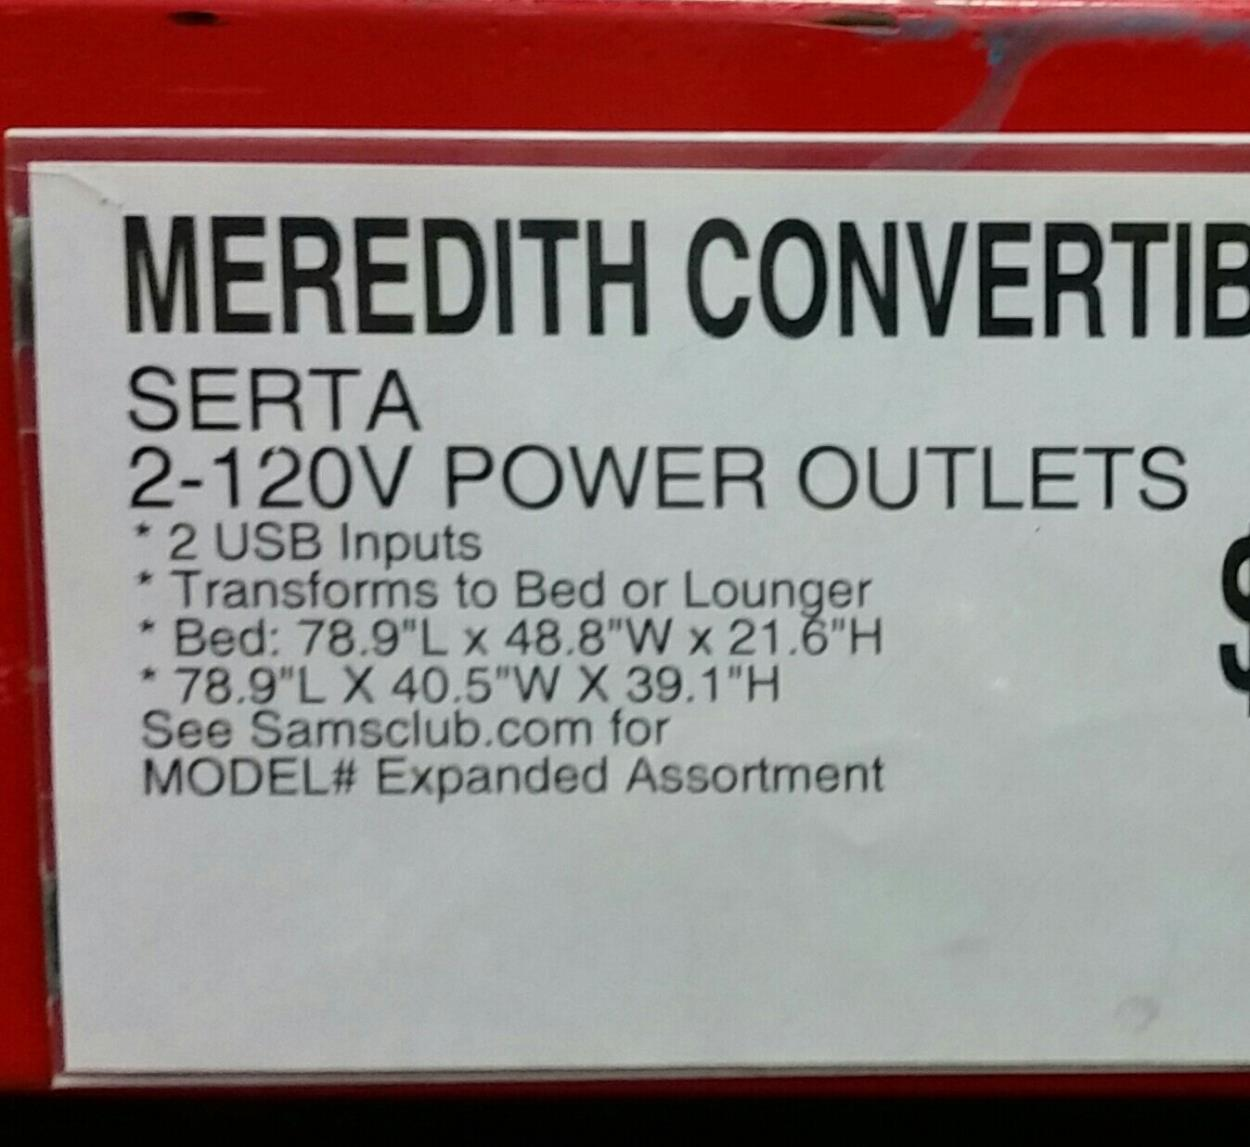 MEREDITH CONVERTIB
SERTA
2-120V POWER OUTLETS
* 2 USB Inputs
* Transforms to Bed or Lounger
* Bed: 78.9"L x 48.8"W x 21.6"H
* 78.9"L X 40.5"W X 39.1"H
See Samsclub.com for
MODEL# Expanded Assortment
$